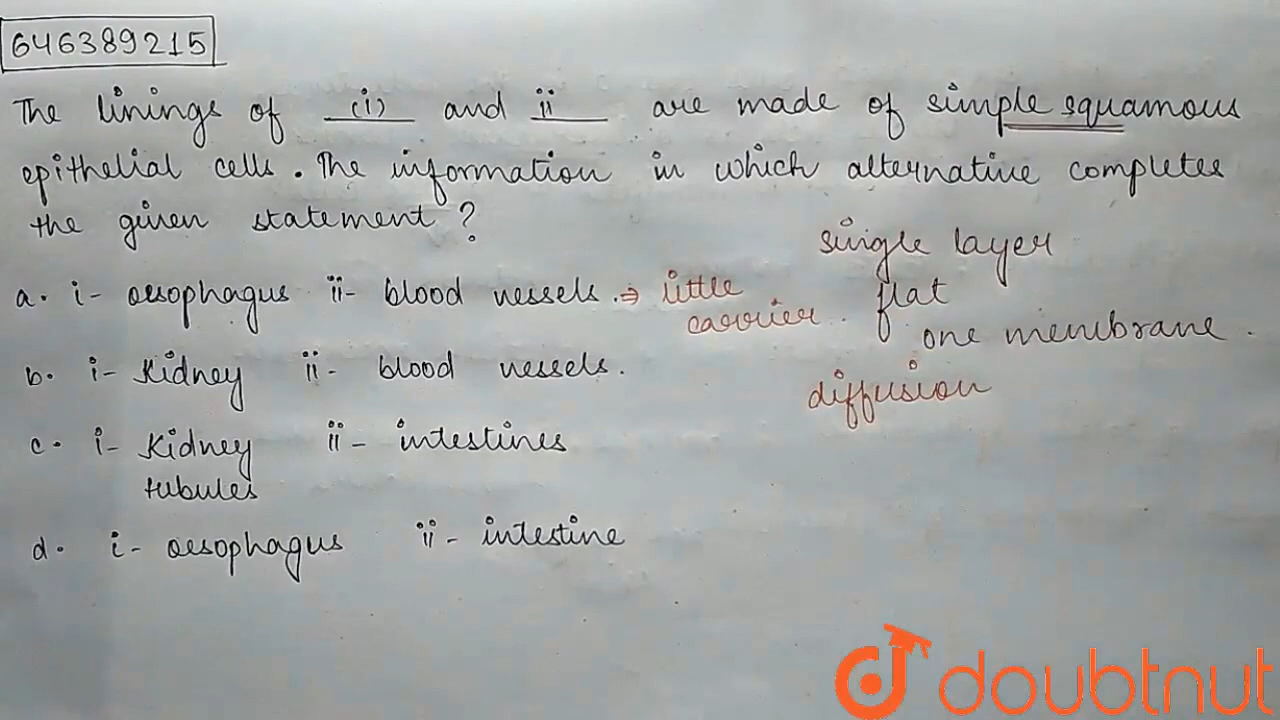 646389215
The linings of (i) and ii are made of simple squamous
epithelial cells. The information in which alternative completes
the given statement?
single layer
a. i- oesophagus ii- blood vessels. ⇒ little
carrier.
flat
one membrane.
b. i- Kidney ii- blood vessels.
diffusion
c. i- Kidney ii- intestines
tubules
d. i- oesophagus ii- intestine
doubtnut